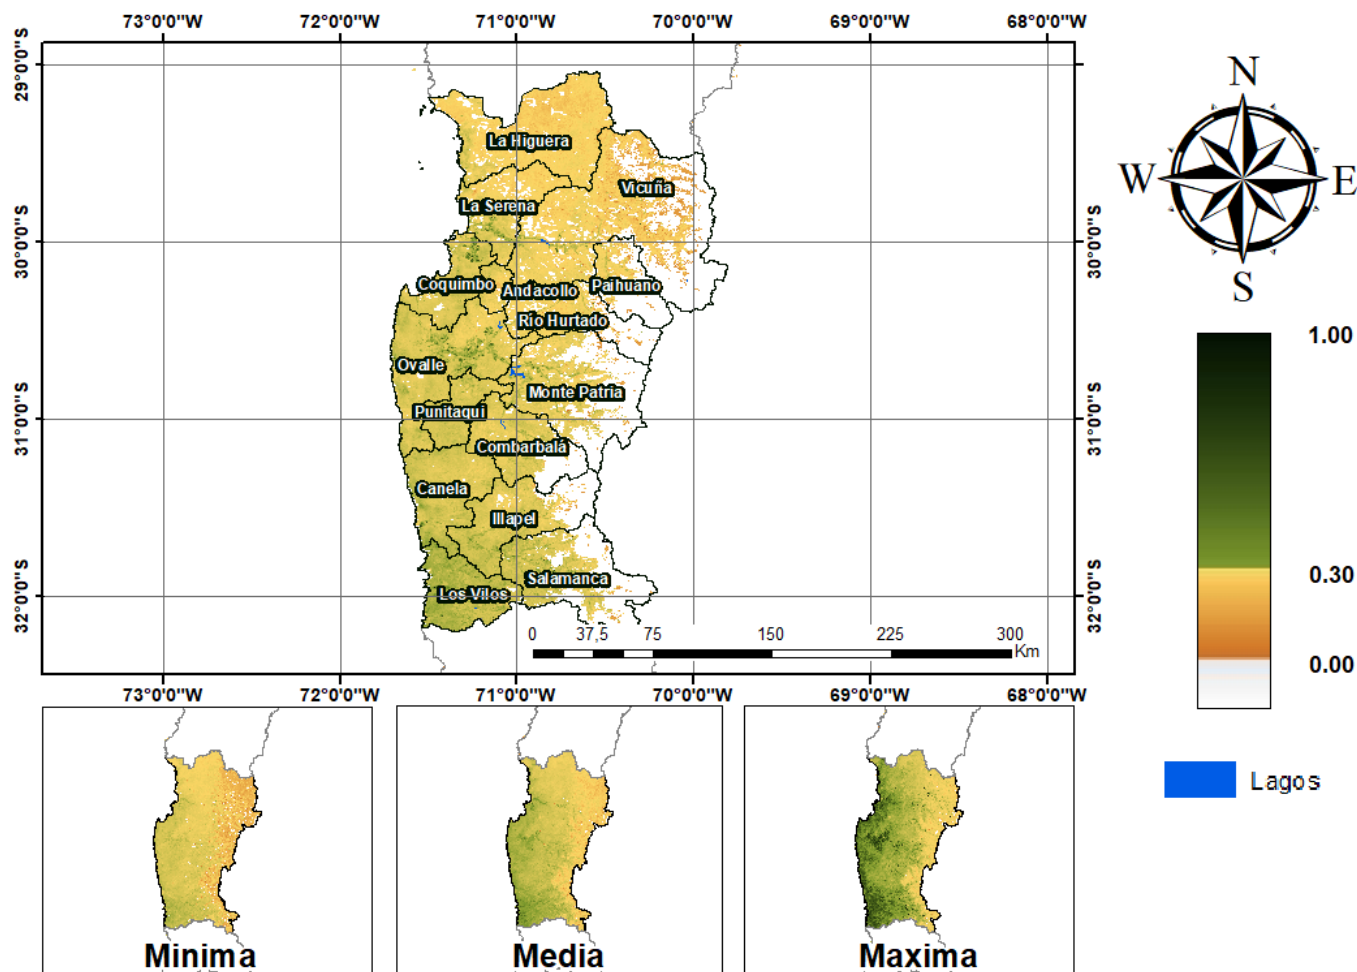 73°0'0"W 72°0'0"W 71°0'0"W 70°0'0"W 69°0'0"W 68°0'0"W
29°0'0"S
N
La Higuera
Vicuña
W E
La Serena
30°0'0"S 30°0'0"S
S
Coquimbo Andacollo Paihuano
Rio Hurtado
1.00
Ovalle
Monte Patria
Punitaqui
31°0'0"S 31°0'0"S
Combarbalá
Canela
Illapel
0.30
Salamanca
Los Vilos
32°0'0"S 32°0'0"S
0 37,5 75 150 225 300
Km
0.00
73°0'0"W 72°0'0"W 71°0'0"W 70°0'0"W 69°0'0"W 68°0'0"W
Lagos
Minima Media Maxima